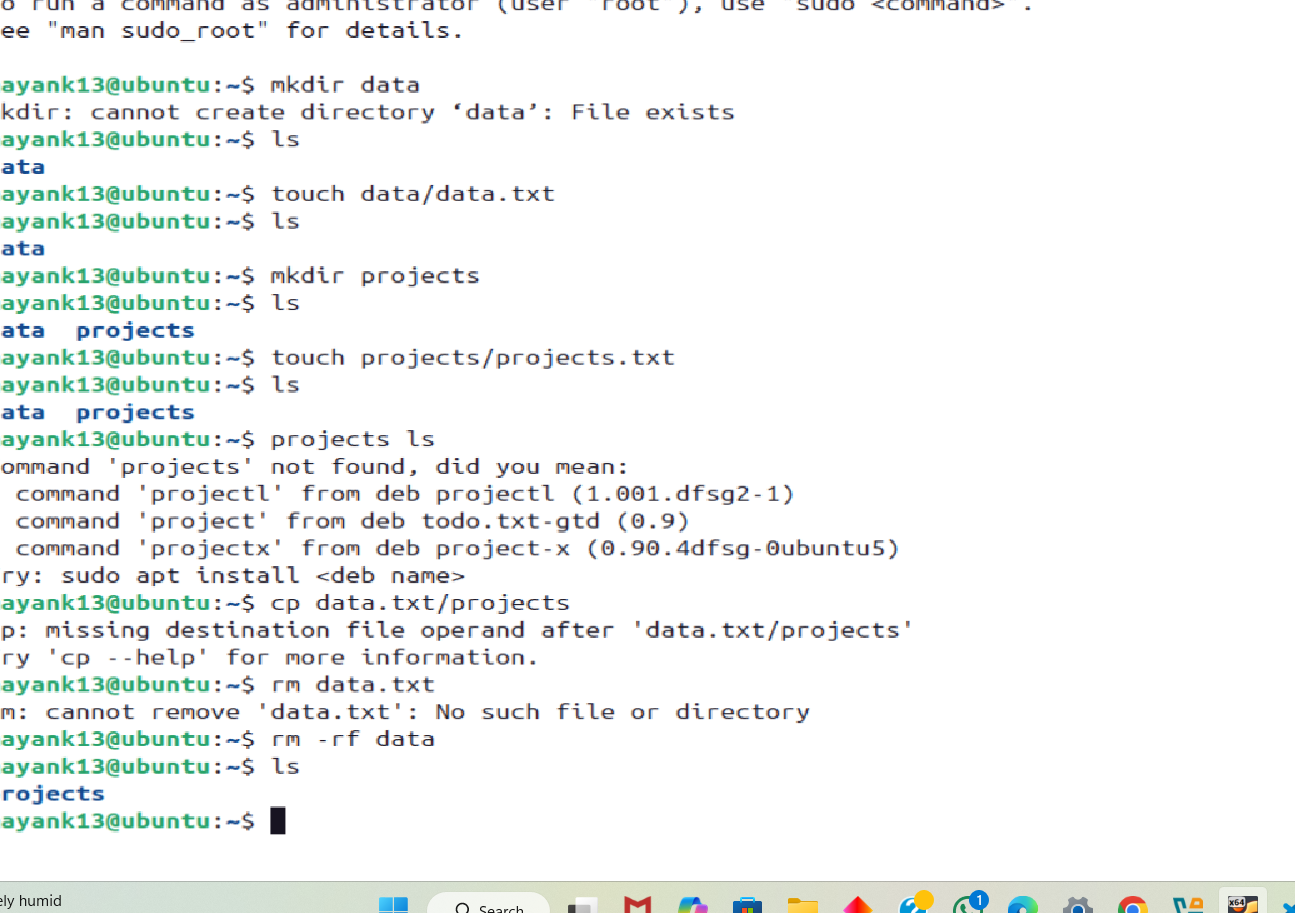 o run a command as administrator (user "root"), use "sudo <command>".
ee "man sudo_root" for details.
ayank13@ubuntu:~$ mkdir data
kdir: cannot create directory ‘data’: File exists
ayank13@ubuntu:~$ ls
ata
ayank13@ubuntu:~$ touch data/data.txt
ayank13@ubuntu:~$ ls
ata
ayank13@ubuntu:~$ mkdir projects
ayank13@ubuntu:~$ ls
ata  projects
ayank13@ubuntu:~$ touch projects/projects.txt
ayank13@ubuntu:~$ ls
ata  projects
ayank13@ubuntu:~$ projects ls
ommand 'projects' not found, did you mean:
 command 'projectl' from deb projectl (1.001.dfsg2-1)
 command 'project' from deb todo.txt-gtd (0.9)
 command 'projectx' from deb project-x (0.90.4dfsg-0ubuntu5)
ry: sudo apt install <deb name>
ayank13@ubuntu:~$ cp data.txt/projects
p: missing destination file operand after 'data.txt/projects'
ry 'cp --help' for more information.
ayank13@ubuntu:~$ rm data.txt
m: cannot remove 'data.txt': No such file or directory
ayank13@ubuntu:~$ rm -rf data
ayank13@ubuntu:~$ ls
rojects
ayank13@ubuntu:~$
ely humid
Search
1
X64